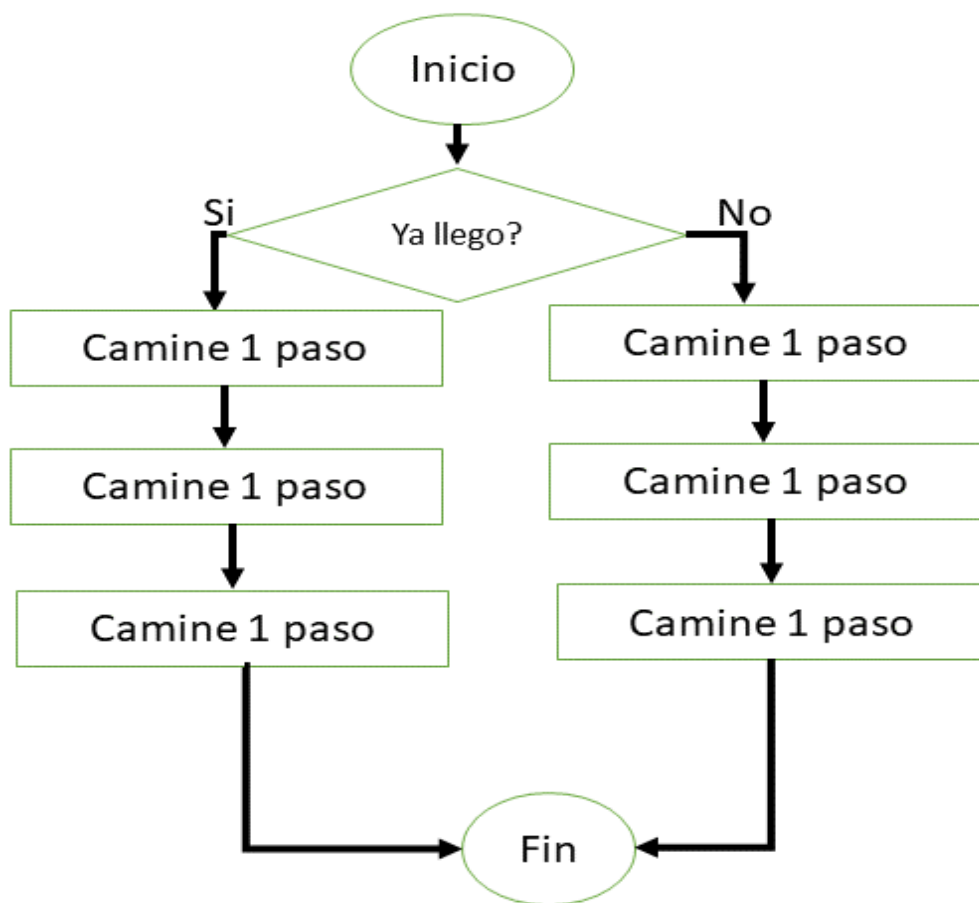 Inicio
Si
No
Ya llego?
Camine 1 paso
Camine 1 paso
Camine 1 paso
Camine 1 paso
Camine 1 paso
Camine 1 paso
Fin